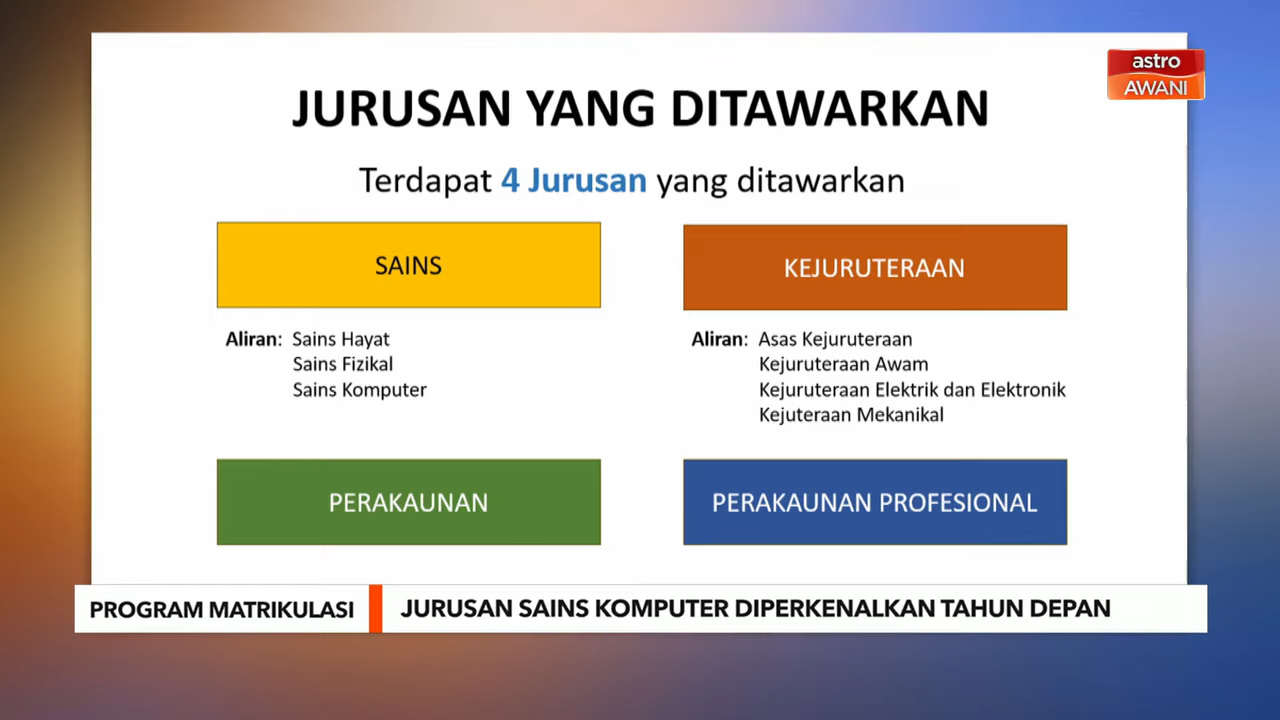 astro
AWANI
JURUSAN YANG DITAWARKAN
Terdapat 4 Jurusan yang ditawarkan
SAINS
Aliran: Sains Hayat
Sains Fizikal
Sains Komputer
KEJURUTERAAN
Aliran: Asas Kejuruteraan
Kejuruteraan Awam
Kejuruteraan Elektrik dan Elektronik
Kejuteraan Mekanikal
PERAKAUNAN
PERAKAUNAN PROFESIONAL
PROGRAM MATRIKULASI
JURUSAN SAINS KOMPUTER DIPERKENALKAN TAHUN DEPAN